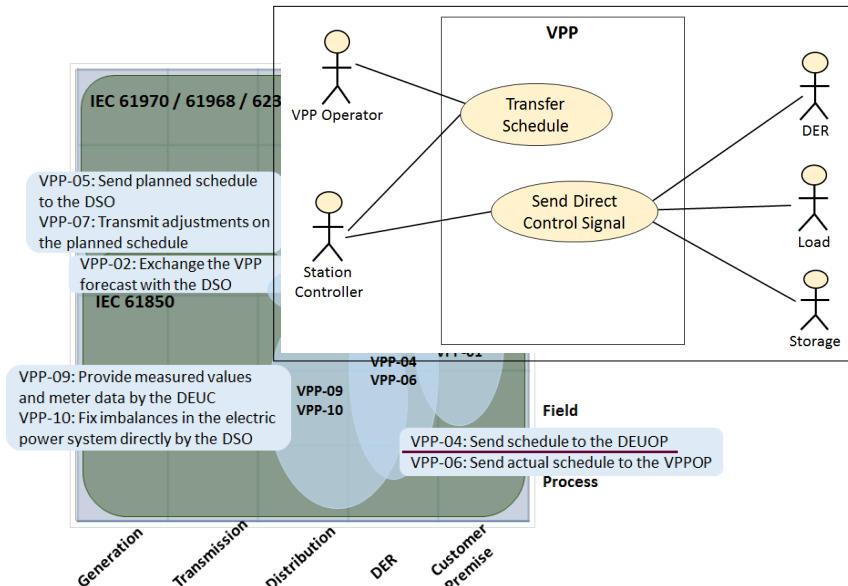 VPP
VPP Operator
Transfer
Schedule
DER
Send Direct
Control Signal
Load
Station
Controller
Storage
IEC 61970 / 61968 / 623
VPP-05: Send planned schedule
to the DSO
VPP-07: Transmit adjustments on
the planned schedule
VPP-02: Exchange the VPP
forecast with the DSO
IEC 61850
VPP-04
VPP-06
VPP-09: Provide measured values
and meter data by the DEUC
VPP-10: Fix imbalances in the electric
power system directly by the DSO
VPP-09
VPP-10
Field
VPP-04: Send schedule to the DEUOP
VPP-06: Send actual schedule to the VPPOP
Process
Generation
Transmission
Distribution
DER
Customer
Premise